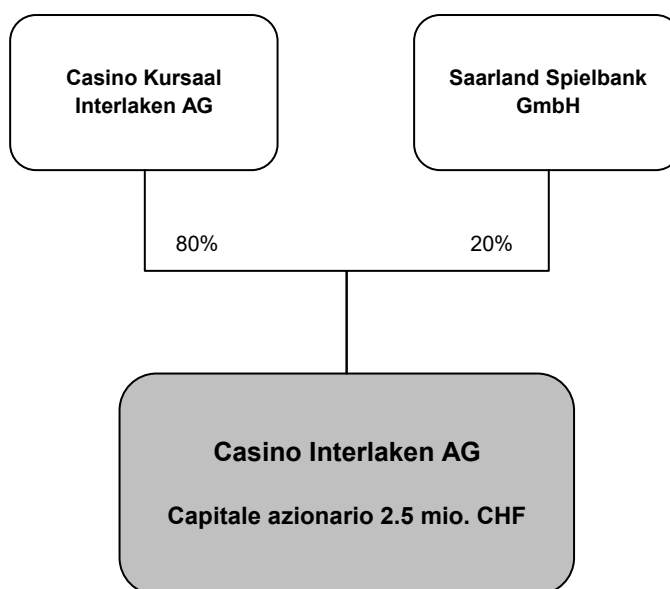 Casino Kursaal
Interlaken AG
Saarland Spielbank
GmbH
80%
20%
Casino Interlaken AG
Capitale azionario 2.5 mio. CHF